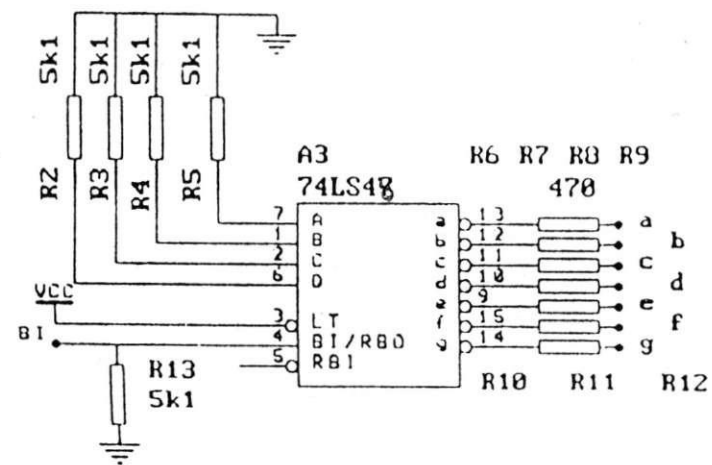 5k1 5k1 5k1 5k1
R2 R3 R4 R5
A3
74LS48
R6 R7 R8 R9
470
7 A a 13 a
1 B b 12 b
2 C c 11 c
6 D d 10 d
e 9 e
VCC
3 LT f 15 f
BI 4 BI/RBO g 14 g
5 RBI
R13
5k1
R10 R11 R12